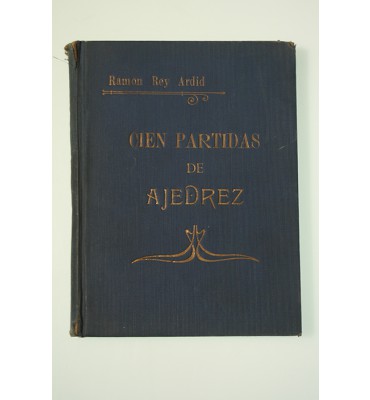 Ramon Rey Ardid
CIEN PARTIDAS
DE
AJEDREZ